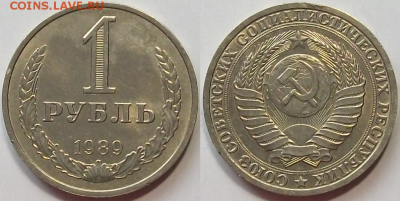 COINS.LAVE.RU
1
РУБЛЬ
1989
СОЮЗ СОВЕТСКИХ СОЦИАЛИСТИЧЕСКИХ РЕСПУБЛИК